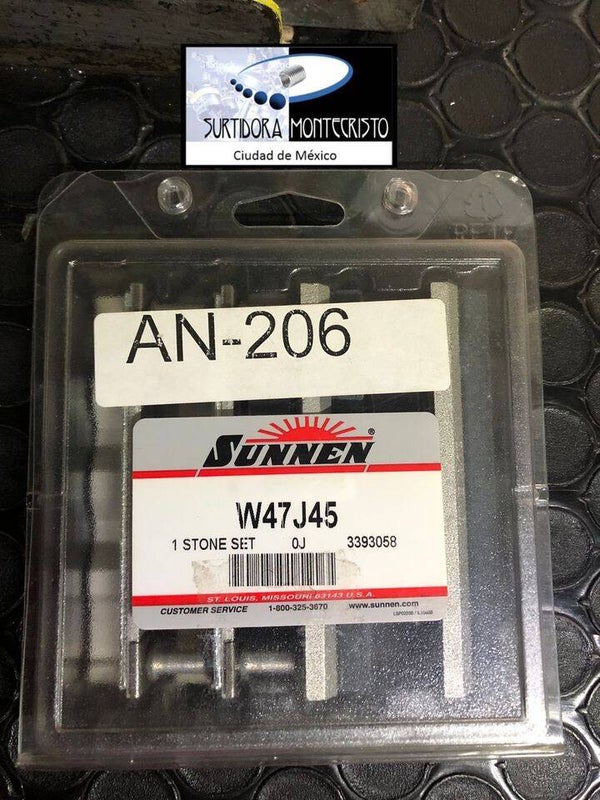 SURTIDORA MONTECRISTO
Ciudad de México
AN-206
SUNNEN®
W47J45
1 STONE SET 0J 3393058
ST. LOUIS, MISSOURI 63143 U.S.A.
CUSTOMER SERVICE 1-800-325-3670 www.sunnen.com